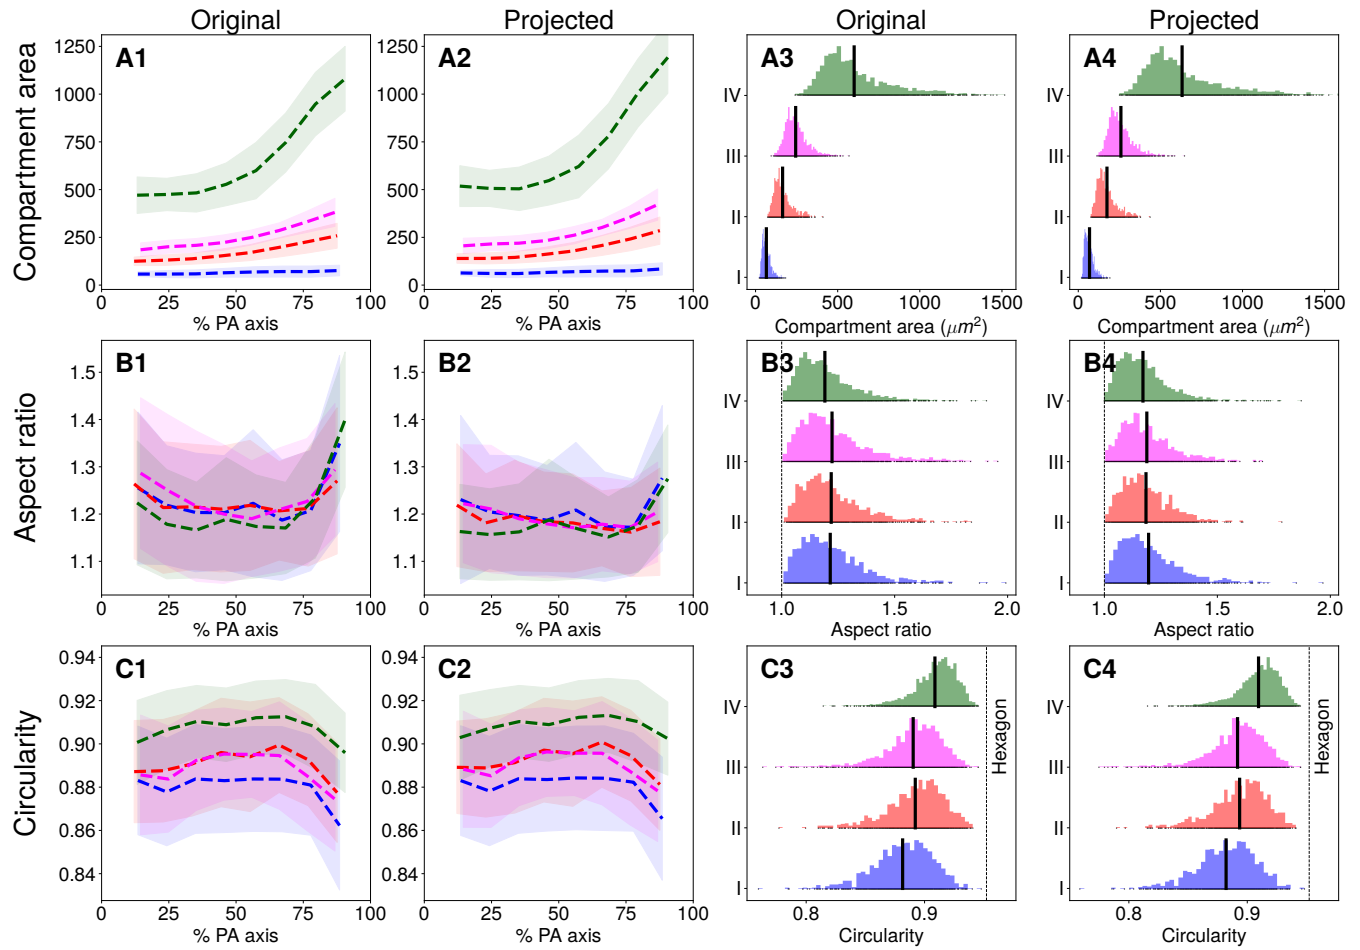 Original
Projected
Original
Projected
Compartment area
A1
1250
1000
750
500
250
0
0
25
50
75
100
% PA axis
A2
1250
1000
750
500
250
0
0
25
50
75
100
% PA axis
A3
IV
III
II
I
0
500
1000
1500
Compartment area (μm²)
A4
IV
III
II
I
0
500
1000
1500
Compartment area (μm²)
Aspect ratio
B1
1.5
1.4
1.3
1.2
1.1
0
25
50
75
100
% PA axis
B2
1.5
1.4
1.3
1.2
1.1
0
25
50
75
100
% PA axis
B3
IV
III
II
I
1.0
1.5
2.0
Aspect ratio
B4
IV
III
II
I
1.0
1.5
2.0
Aspect ratio
Circularity
C1
0.94
0.92
0.90
0.88
0.86
0.84
0
25
50
75
100
% PA axis
C2
0.94
0.92
0.90
0.88
0.86
0.84
0
25
50
75
100
% PA axis
C3
IV
III
II
I
Hexagon
0.8
0.9
Circularity
C4
IV
III
II
I
Hexagon
0.8
0.9
Circularity